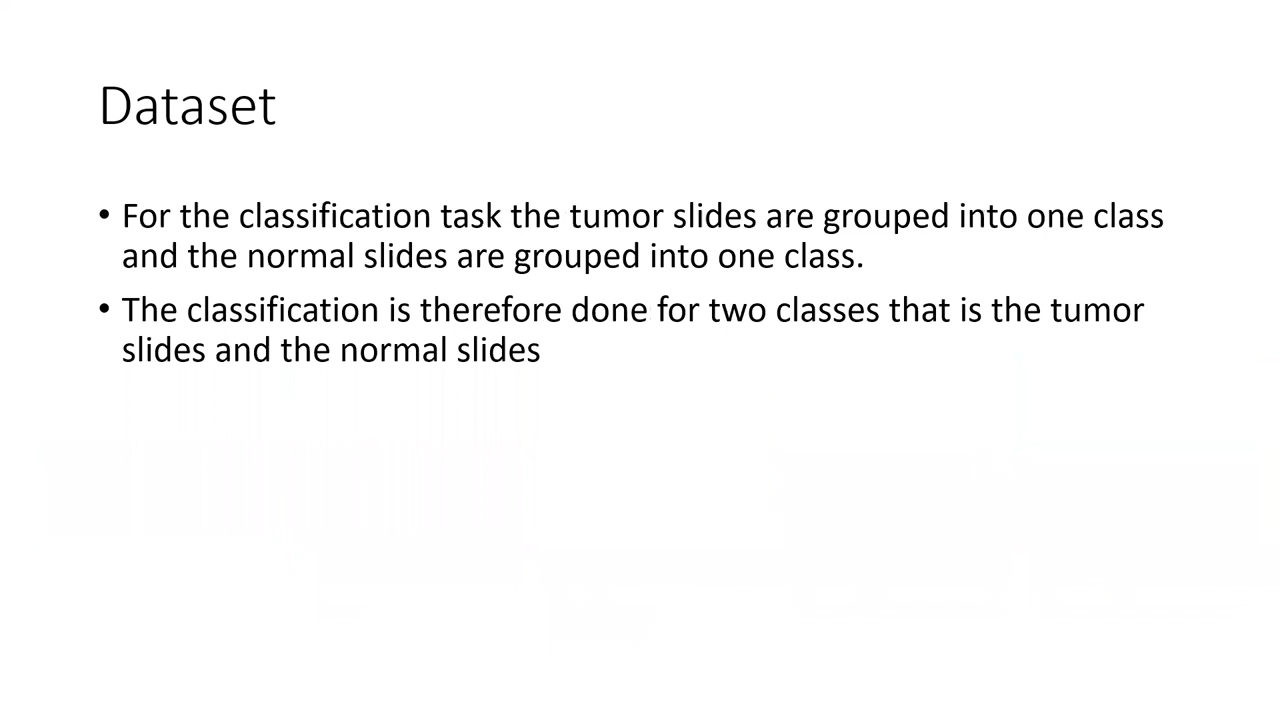 Dataset
• For the classification task the tumor slides are grouped into one class
and the normal slides are grouped into one class.
• The classification is therefore done for two classes that is the tumor
slides and the normal slides